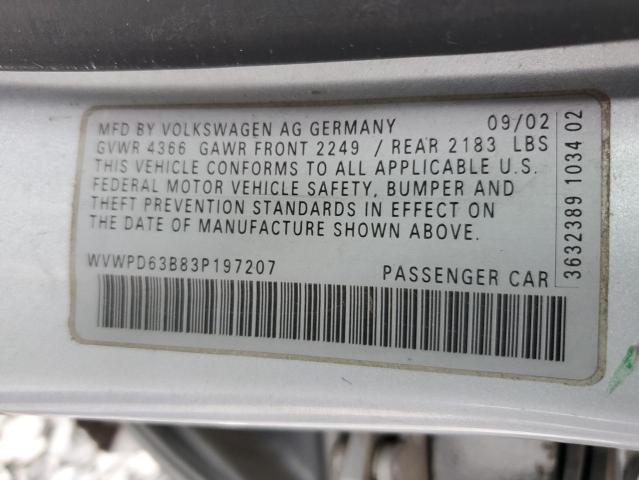 MFD BY VOLKSWAGEN AG GERMANY 09/02
GVWR 4366 GAWR FRONT 2249 / REAR 2183 LBS
THIS VEHICLE CONFORMS TO ALL APPLICABLE U.S.
FEDERAL MOTOR VEHICLE SAFETY, BUMPER AND
THEFT PREVENTION STANDARDS IN EFFECT ON
THE DATE OF MANUFACTURE SHOWN ABOVE.
WVWPD63B83P197207 PASSENGER CAR
3632389 1034 02